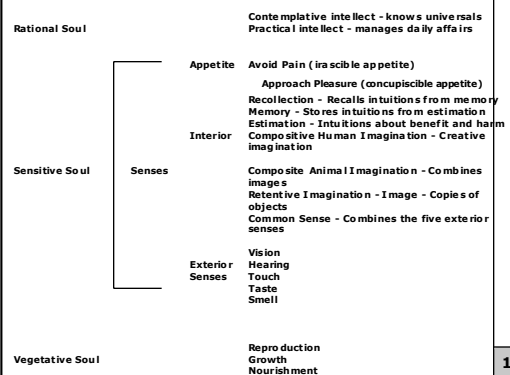 Contemplative intellect - knows universals
Rational Soul Practical intellect - manages daily affairs
Appetite Avoid Pain (irascible appetite)
Approach Pleasure (concupiscible appetite)
Recollection - Recalls intuitions from memory
Memory - Stores intuitions from estimation
Estimation - Intuitions about benefit and harm
Interior Compositive Human Imagination - Creative
imagination
Sensitive Soul Senses Composite Animal Imagination - Combines
images
Retentive Imagination - Image - Copies of
objects
Common Sense - Combines the five exterior
senses
Vision
Exterior Hearing
Senses Touch
Taste
Smell
Reproduction
Vegetative Soul Growth
Nourishment
1